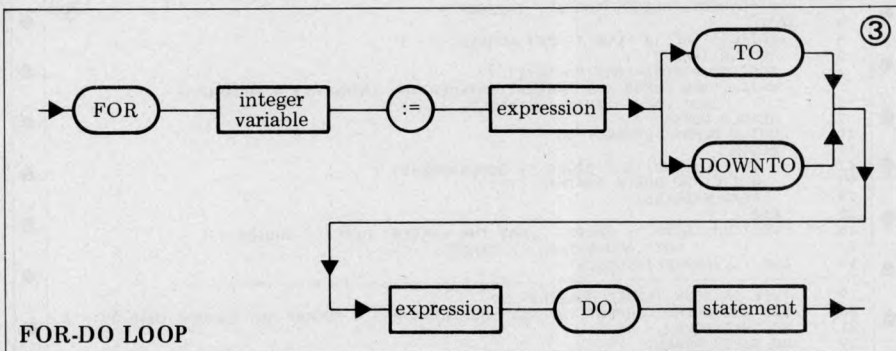 ③
TO
FOR
integer
variable
:=
expression
DOWNTO
expression
DO
statement
FOR-DO LOOP